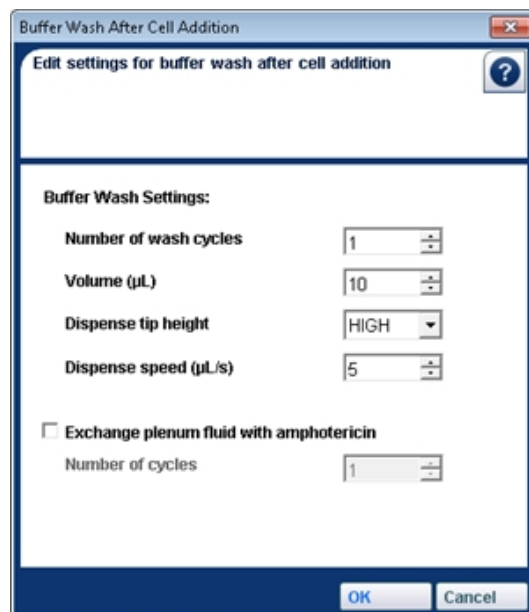 Buffer Wash After Cell Addition
Edit settings for buffer wash after cell addition
?
Buffer Wash Settings:
Number of wash cycles 1
Volume (µL) 10
Dispense tip height HIGH
Dispense speed (µL/s) 5
Exchange plenum fluid with amphotericin
Number of cycles 1
OK Cancel